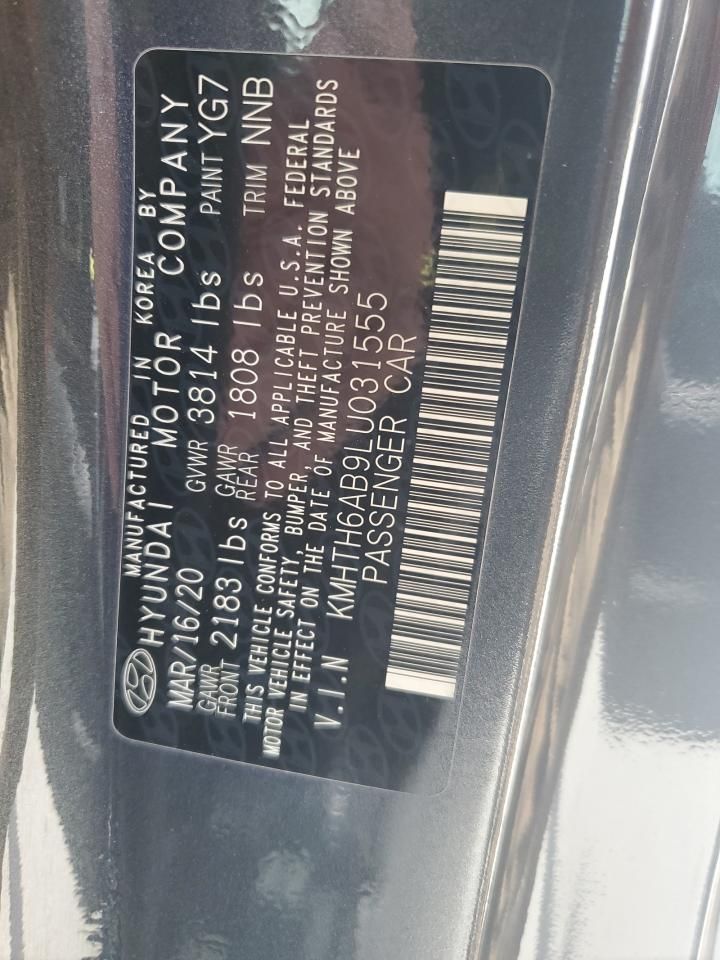 MANUFACTURED IN KOREA BY
HYUNDAI MOTOR COMPANY
MAR/16/20 GVWR 3814 lbs PAINT YG7
GAWR FRONT 2183 lbs GAWR REAR 1808 lbs TRIM NNB
THIS VEHICLE CONFORMS TO ALL APPLICABLE U.S.A. FEDERAL
MOTOR VEHICLE SAFETY, BUMPER, AND THEFT PREVENTION STANDARDS
IN EFFECT ON THE DATE OF MANUFACTURE SHOWN ABOVE
V.I.N KMHTH6AB9LU031555
PASSENGER CAR